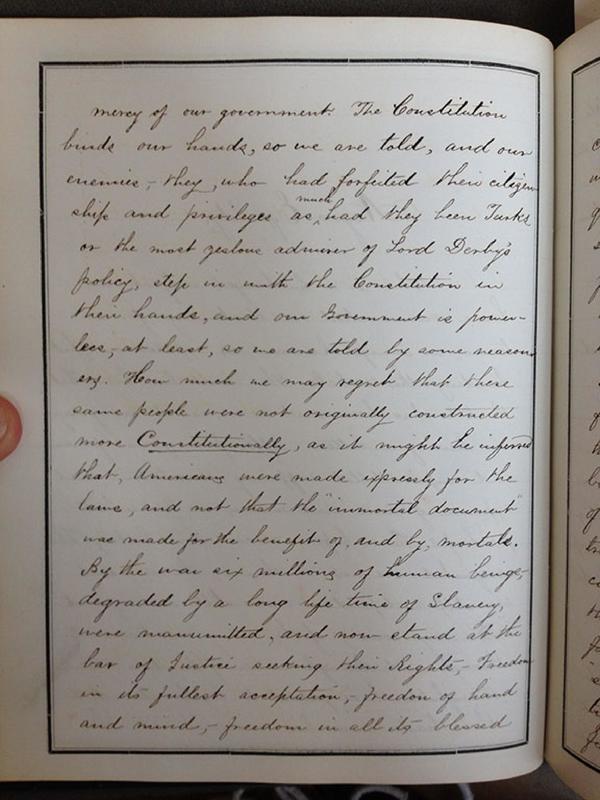 mercy of our government. The Constitution
binds our hands, so we are told, and our
enemies,- they, who had forfeited their citizen-
ship and privileges as much had they been Turks
or the most zealous admirer of Lord Derby's
policy, step in with the Constitution in
their hands, and our Government is power-
less, at least, so we are told by some reason-
ers. How much we may regret that these
same people were not originally constructed
more Constitutionally, as it might be inferred
that, Americans were made expressly for the
laws, and not that the "immortal document"
was made for the benefit of, and by, mortals.
By the war six millions of human beings,
degraded by a long life time of Slavery,
were manumitted, and now stand at the
bar of Justice seeking their Rights,- Freedom
in its fullest acceptation,- freedom of hand
and mind,- freedom in all its blessed